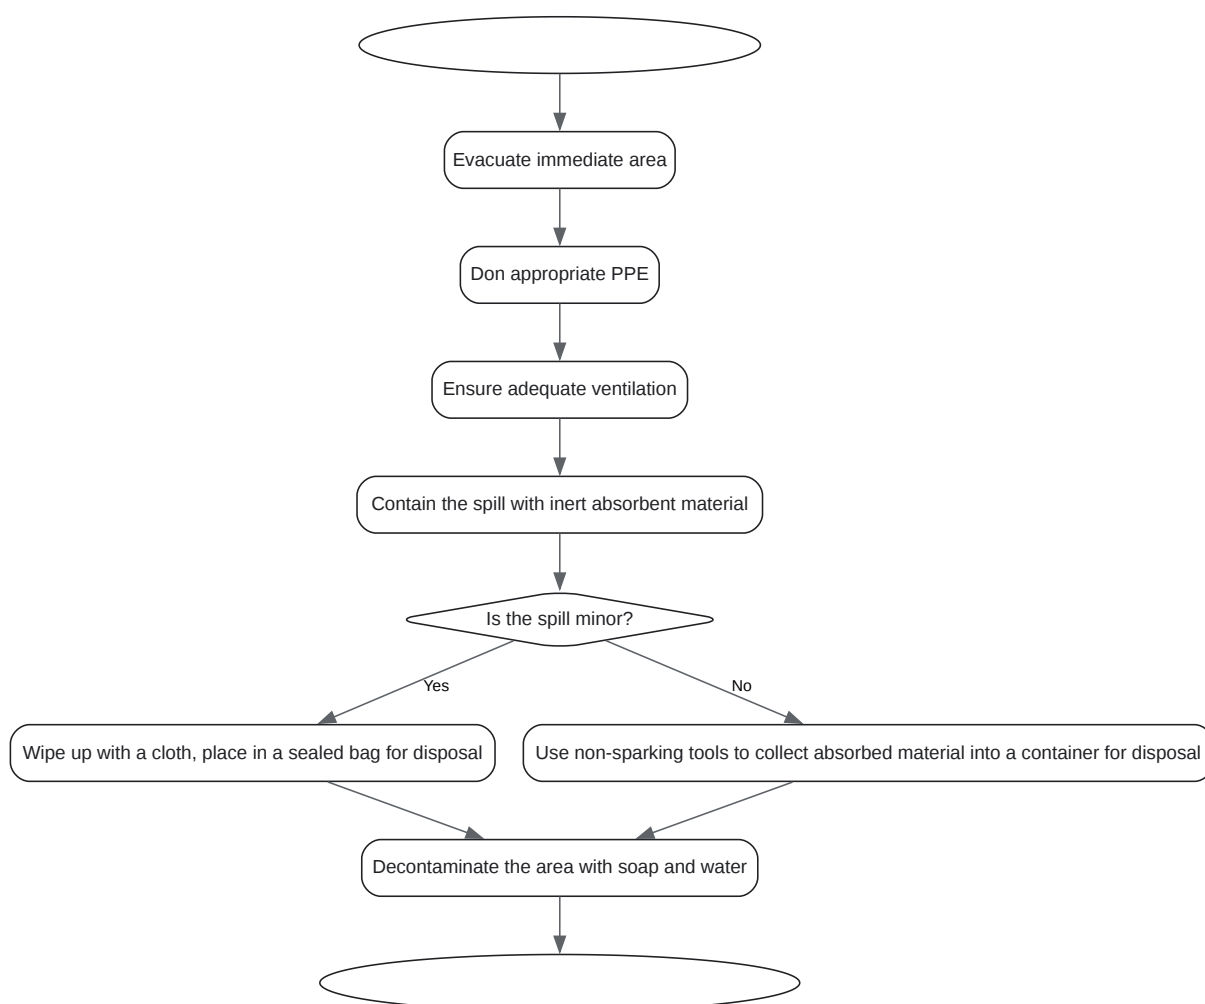 Evacuate immediate area
Don appropriate PPE
Ensure adequate ventilation
Contain the spill with inert absorbent material
Is the spill minor?
Yes
No
Wipe up with a cloth, place in a sealed bag for disposal
Use non-sparking tools to collect absorbed material into a container for disposal
Decontaminate the area with soap and water